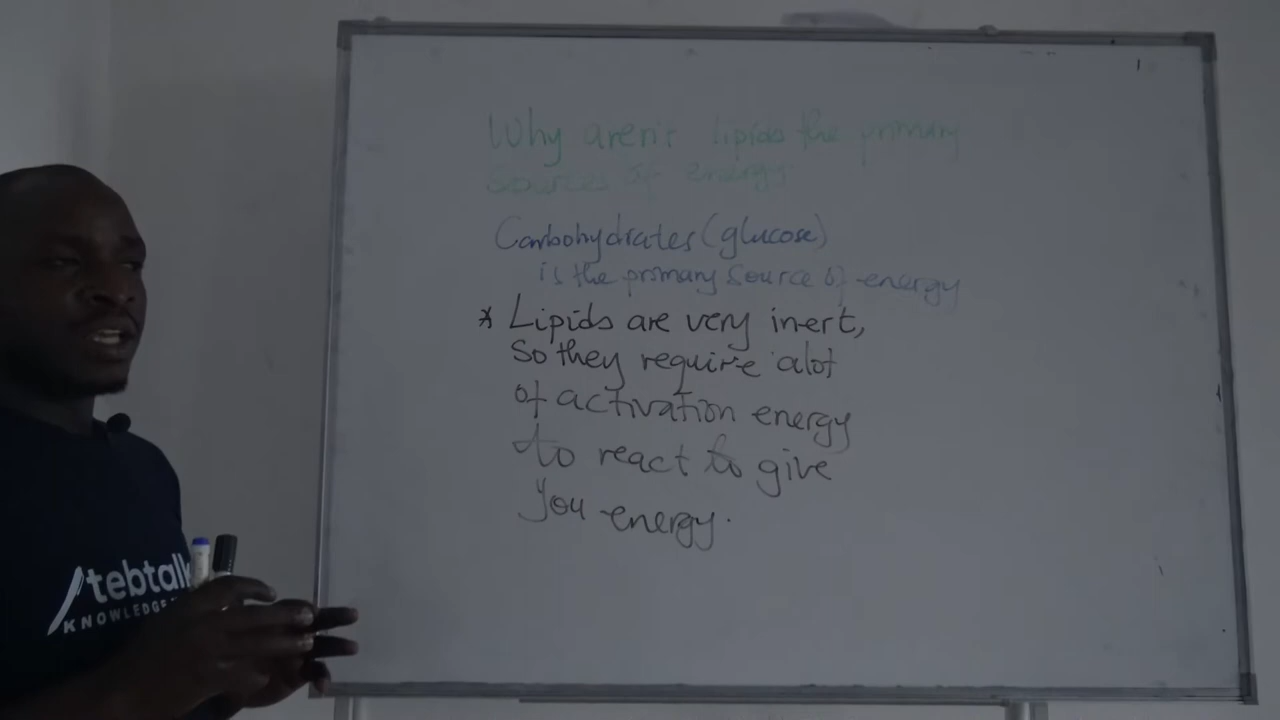 Why aren't lipids the primary
sources of energy
Carbohydrates (glucose)
is the primary source of energy
* Lipids are very inert,
So they require alot
of activation energy
to react to give
you energy.
tebtalk
KNOWLEDGE